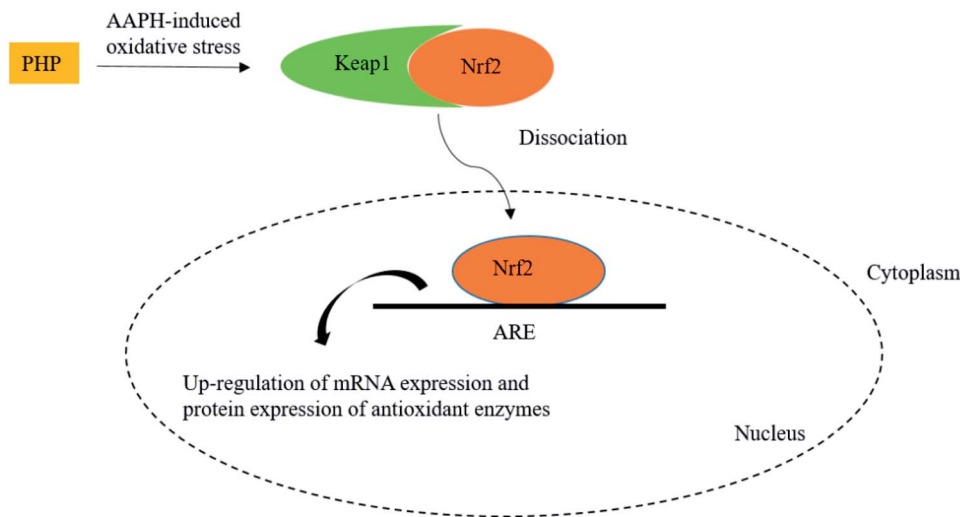 AAPH-induced
oxidative stress
PHP
Keap1
Nrf2
Dissociation
Nrf2
Cytoplasm
ARE
Up-regulation of mRNA expression and
protein expression of antioxidant enzymes
Nucleus